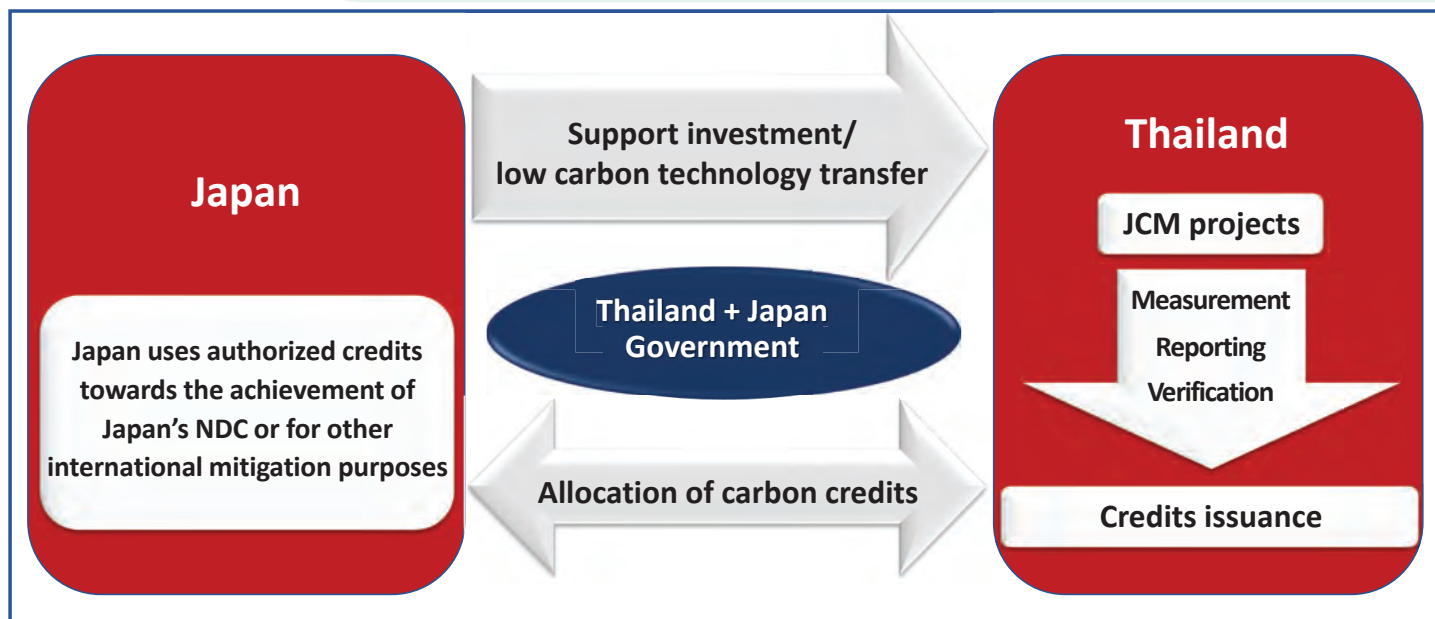 Japan
Japan uses authorized credits
towards the achievement of
Japan’s NDC or for other
international mitigation purposes
Support investment/
low carbon technology transfer
Thailand + Japan
Government
Allocation of carbon credits
Thailand
JCM projects
Measurement
Reporting
Verification
Credits issuance